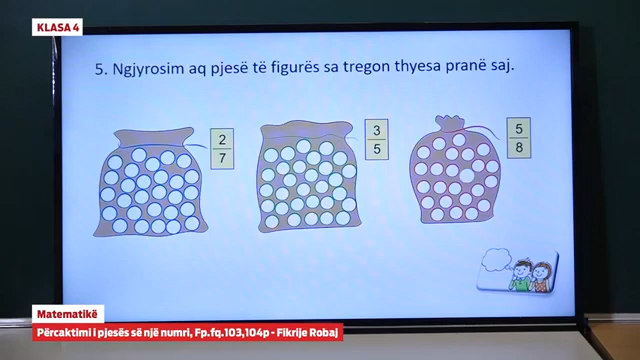 KLASA 4
5. Ngjyrosim aq pjesë të figurës sa tregon thyesa pranë saj.
2
7
3
5
5
8
Matematikë
Përcaktimi i pjesës së një numri, Fp.fq.103,104p - Fikrije Robaj